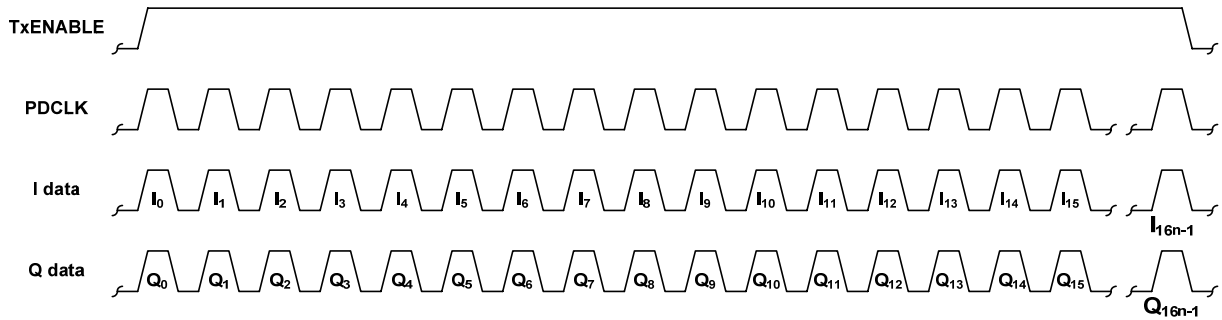 TxENABLE
PDCLK
I data
I₀ I₁ I₂ I₃ I₄ I₅ I₆ I₇ I₈ I₉ I₁₀ I₁₁ I₁₂ I₁₃ I₁₄ I₁₅ I₁₆ₙ₋₁
Q data
Q₀ Q₁ Q₂ Q₃ Q₄ Q₅ Q₆ Q₇ Q₈ Q₉ Q₁₀ Q₁₁ Q₁₂ Q₁₃ Q₁₄ Q₁₅ Q₁₆ₙ₋₁